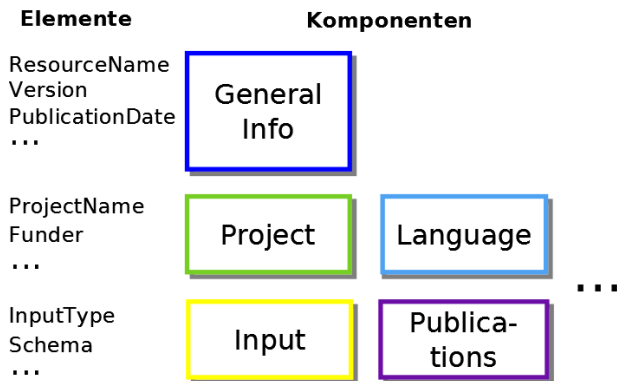 Elemente
Komponenten
ResourceName
Version
PublicationDate
...
General
Info
ProjectName
Funder
...
Project
Language
...
InputType
Schema
...
Input
Publica-
tions